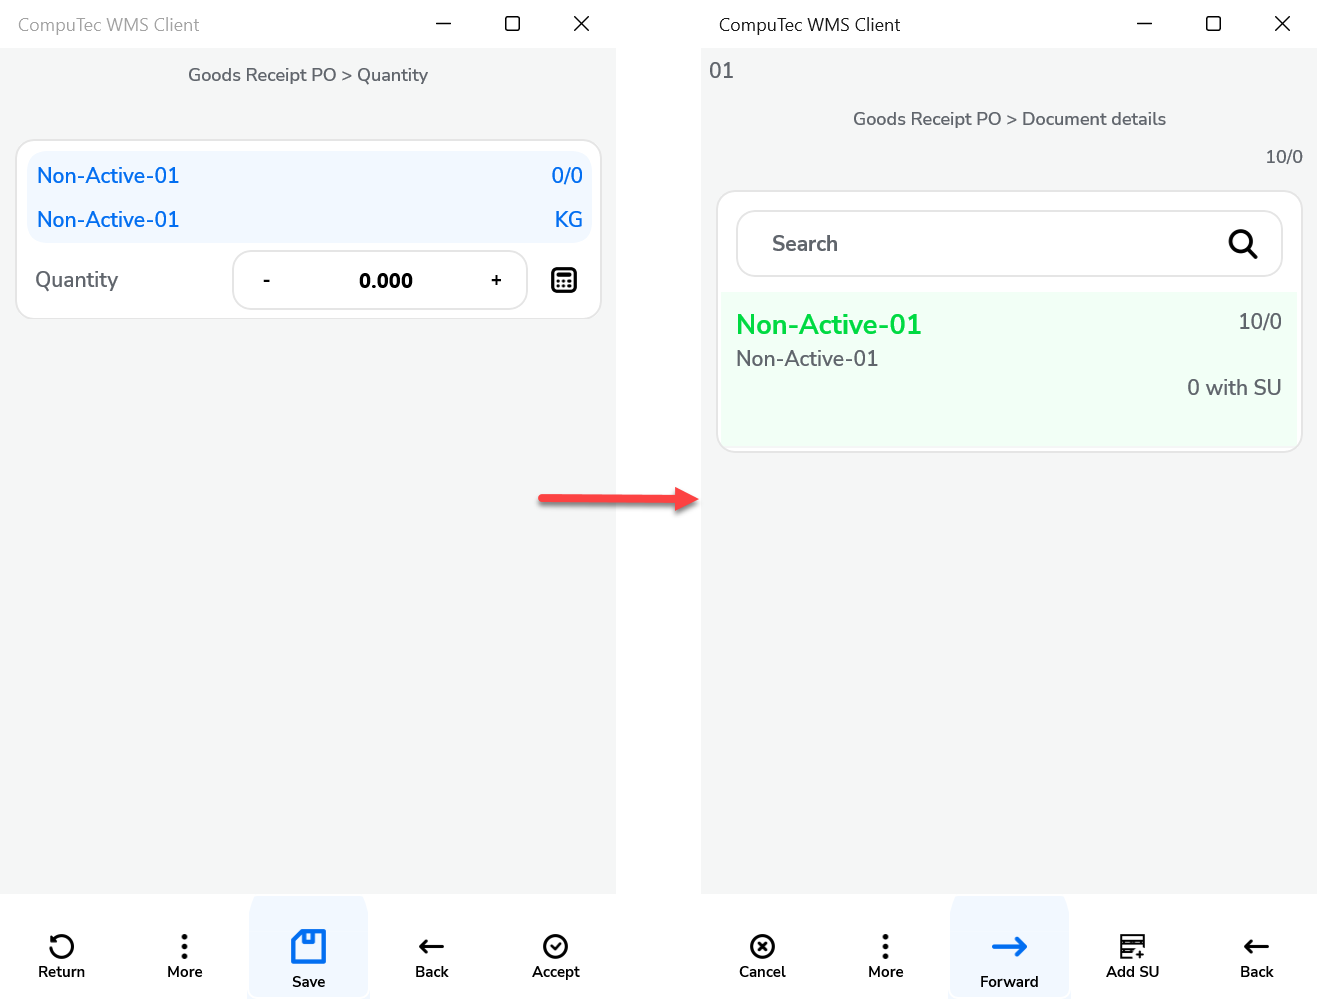 CompuTec WMS Client
Goods Receipt PO > Quantity
Non-Active-01 0/0
Non-Active-01 KG
Quantity - 0.000 +
Return More Save Back Accept
CompuTec WMS Client
01
Goods Receipt PO > Document details
10/0
Search
Non-Active-01 10/0
Non-Active-01
0 with SU
Cancel More Forward Add SU Back